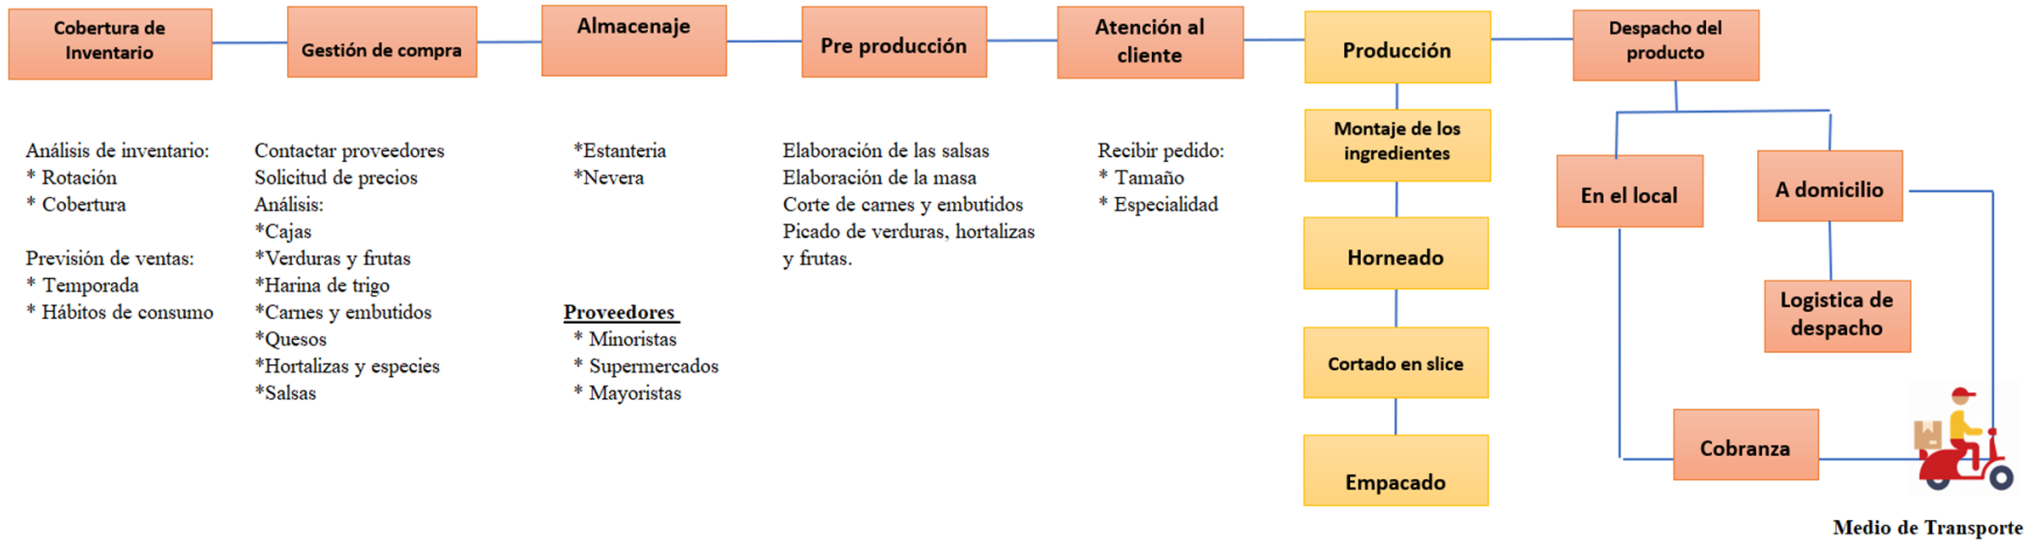 Cobertura de
Inventario
Gestión de compra
Almacenaje
Pre producción
Atención al
cliente
Producción
Despacho del
producto
Análisis de inventario:
* Rotación
* Cobertura
Previsión de ventas:
* Temporada
* Hábitos de consumo
Contactar proveedores
Solicitud de precios
Análisis:
*Cajas
*Verduras y frutas
*Harina de trigo
*Carnes y embutidos
*Quesos
*Hortalizas y especies
*Salsas
*Estanteria
*Nevera
Proveedores
* Minoristas
* Supermercados
* Mayoristas
Elaboración de las salsas
Elaboración de la masa
Corte de carnes y embutidos
Picado de verduras, hortalizas
y frutas.
Recibir pedido:
* Tamaño
* Especialidad
Montaje de los
ingredientes
Horneado
Cortado en slice
Empacado
En el local
A domicilio
Logistica de
despacho
Cobranza
Medio de Transporte